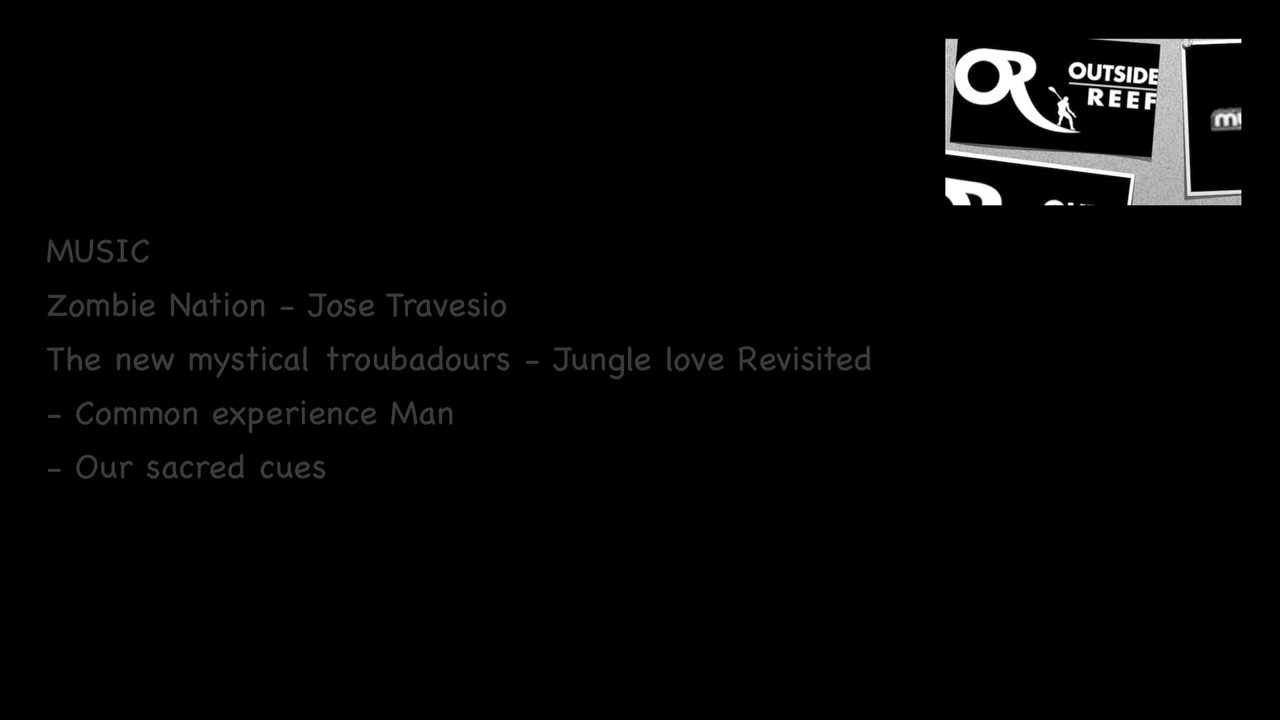 OR OUTSIDE
REEF
MUSIC
Zombie Nation - Jose Travesio
The new mystical troubadours - Jungle love Revisited
- Common experience Man
- Our sacred cues